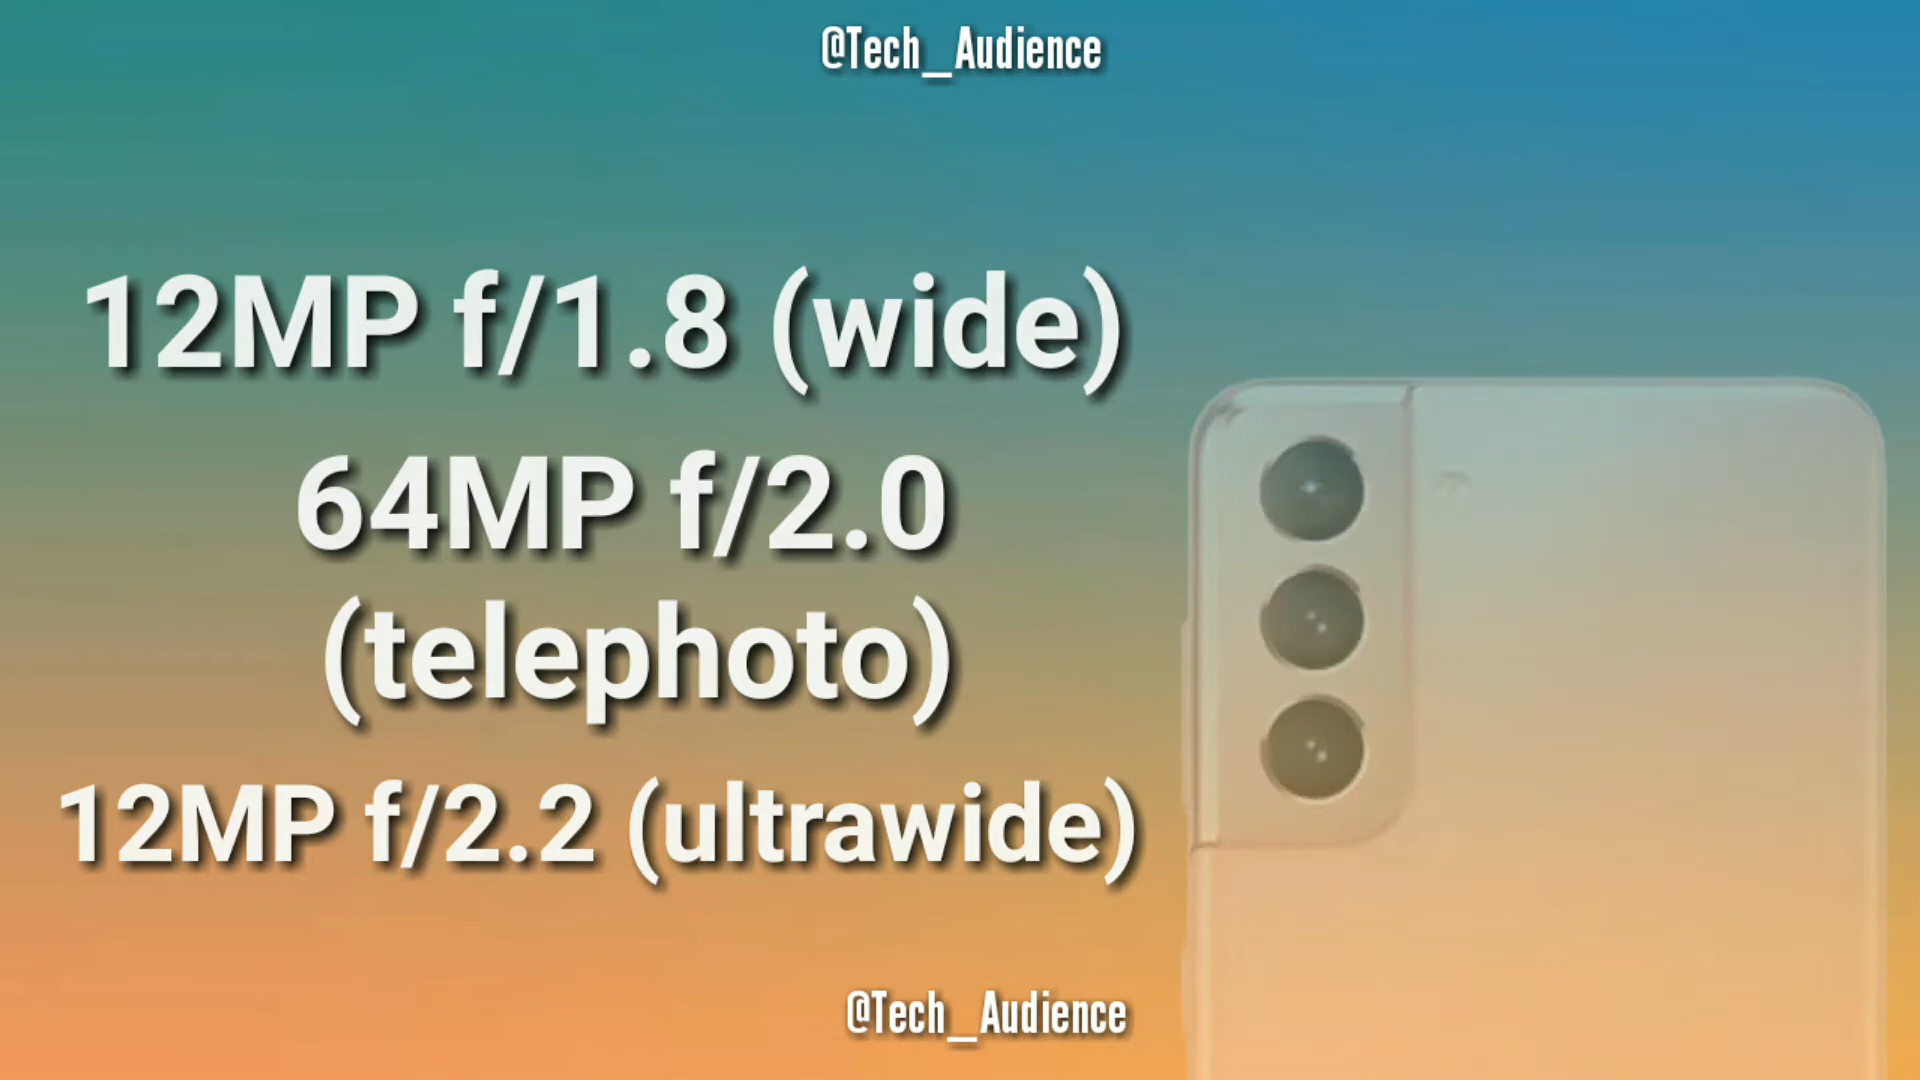 @Tech_Audience
12MP f/1.8 (wide)
64MP f/2.0
(telephoto)
12MP f/2.2 (ultrawide)
@Tech_Audience